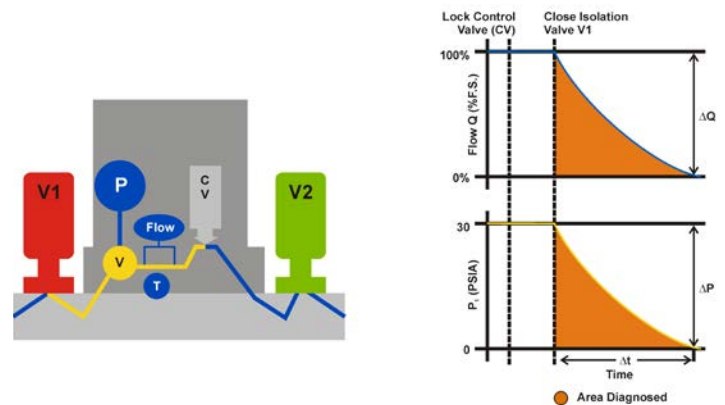 V1
P
C
V
V2
Flow
V
T
Lock Control
Valve (CV)
Close Isolation
Valve V1
100%
Flow Q (%F.S.)
ΔQ
0%
30
P₁ (PSIA)
ΔP
0
Δt
Time
Area Diagnosed